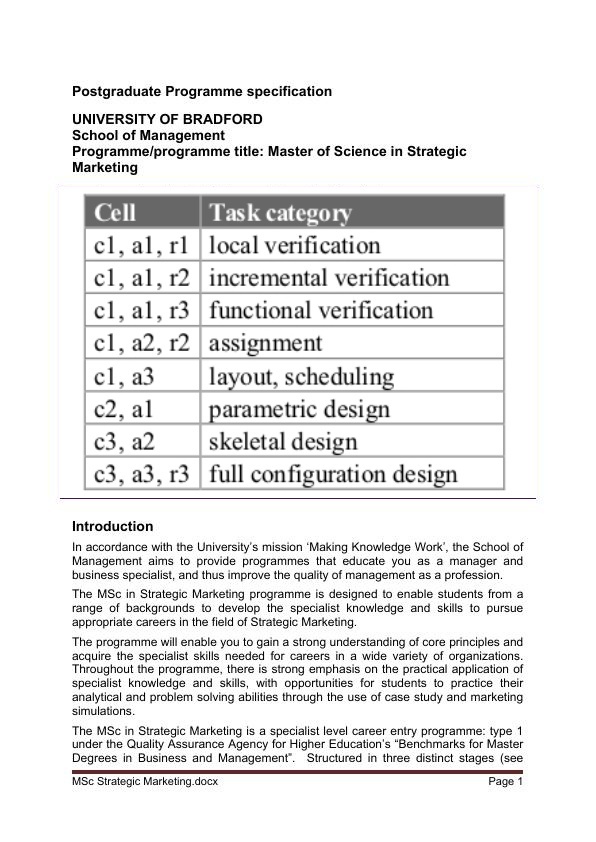 Postgraduate Programme specification
UNIVERSITY OF BRADFORD
School of Management
Programme/programme title: Master of Science in Strategic
Marketing
Cell Task category
c1, a1, r1 local verification
c1, a1, r2 incremental verification
c1, a1, r3 functional verification
c1, a2, r2 assignment
c1, a3 layout, scheduling
c2, a1 parametric design
c3, a2 skeletal design
c3, a3, r3 full configuration design
Introduction
In accordance with the University’s mission ‘Making Knowledge Work’, the School of
Management aims to provide programmes that educate you as a manager and
business specialist, and thus improve the quality of management as a profession.
The MSc in Strategic Marketing programme is designed to enable students from a
range of backgrounds to develop the specialist knowledge and skills to pursue
appropriate careers in the field of Strategic Marketing.
The programme will enable you to gain a strong understanding of core principles and
acquire the specialist skills needed for careers in a wide variety of organizations.
Throughout the programme, there is strong emphasis on the practical application of
specialist knowledge and skills, with opportunities for students to practice their
analytical and problem solving abilities through the use of case study and marketing
simulations.
The MSc in Strategic Marketing is a specialist level career entry programme: type 1
under the Quality Assurance Agency for Higher Education’s “Benchmarks for Master
Degrees in Business and Management”. Structured in three distinct stages (see
MSc Strategic Marketing.docx Page 1